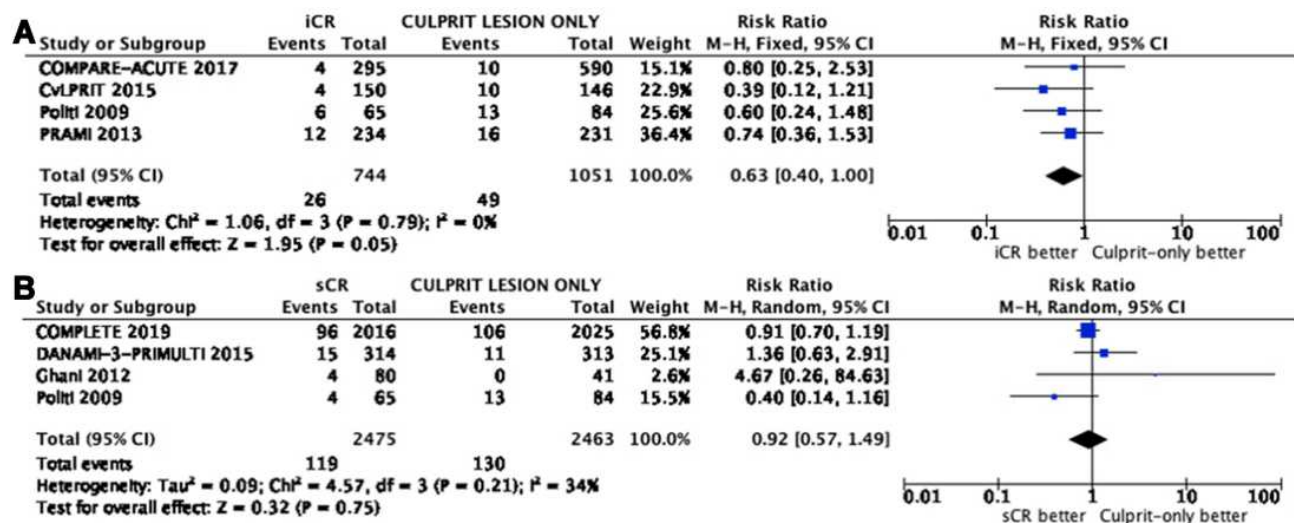 A
iCR CULPRIT LESION ONLY Risk Ratio Risk Ratio
Study or Subgroup Events Total Events Total Weight M-H, Fixed, 95% CI M-H, Fixed, 95% CI
COMPARE-ACUTE 2017 4 295 10 590 15.1% 0.80 [0.25, 2.53]
CvLPRIT 2015 4 150 10 146 22.9% 0.39 [0.12, 1.21]
Politi 2009 6 65 13 84 25.6% 0.60 [0.24, 1.48]
PRAMI 2013 12 234 16 231 36.4% 0.74 [0.36, 1.53]
Total (95% CI) 744 1051 100.0% 0.63 [0.40, 1.00]
Total events 26 49
Heterogeneity: Chi² = 1.06, df = 3 (P = 0.79); I² = 0%
Test for overall effect: Z = 1.95 (P = 0.05)
0.01 0.1 1 10 100
iCR better Culprit-only better
B
sCR CULPRIT LESION ONLY Risk Ratio Risk Ratio
Study or Subgroup Events Total Events Total Weight M-H, Random, 95% CI M-H, Random, 95% CI
COMPLETE 2019 96 2016 106 2025 56.8% 0.91 [0.70, 1.19]
DANAMI-3-PRIMULTI 2015 15 314 11 313 25.1% 1.36 [0.63, 2.91]
Ghani 2012 4 80 0 41 2.6% 4.67 [0.26, 84.63]
Politi 2009 4 65 13 84 15.5% 0.40 [0.14, 1.16]
Total (95% CI) 2475 2463 100.0% 0.92 [0.57, 1.49]
Total events 119 130
Heterogeneity: Tau² = 0.09; Chi² = 4.57, df = 3 (P = 0.21); I² = 34%
Test for overall effect: Z = 0.32 (P = 0.75)
0.01 0.1 1 10 100
sCR better Culprit-only better